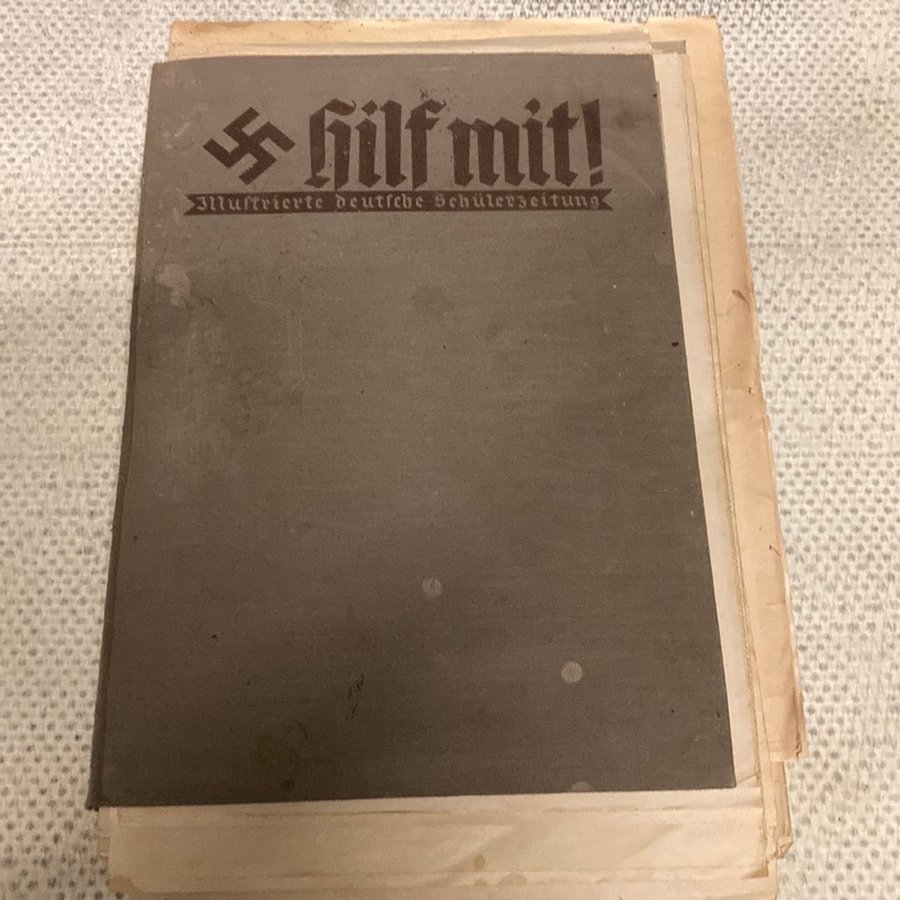 Hilf mit!
Illustrierte deutsche Schülerzeitung